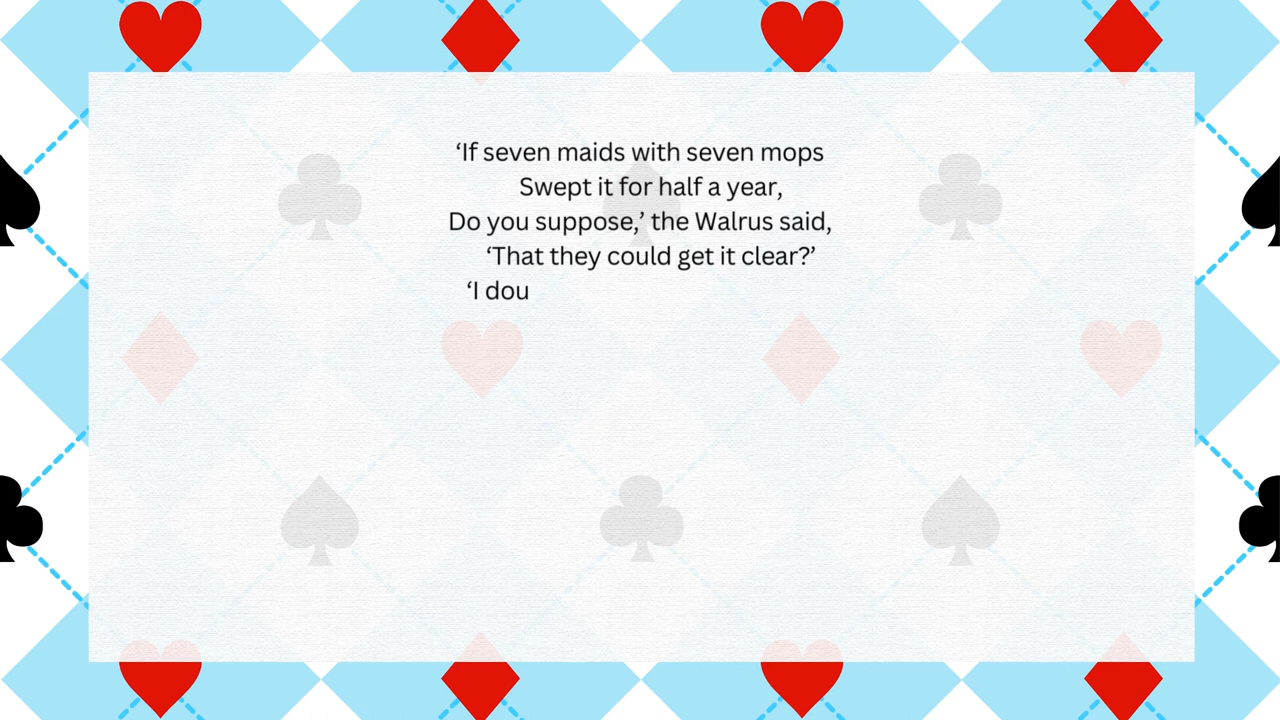 ‘If seven maids with seven mops
Swept it for half a year,
Do you suppose,’ the Walrus said,
‘That they could get it clear?’
‘I dou